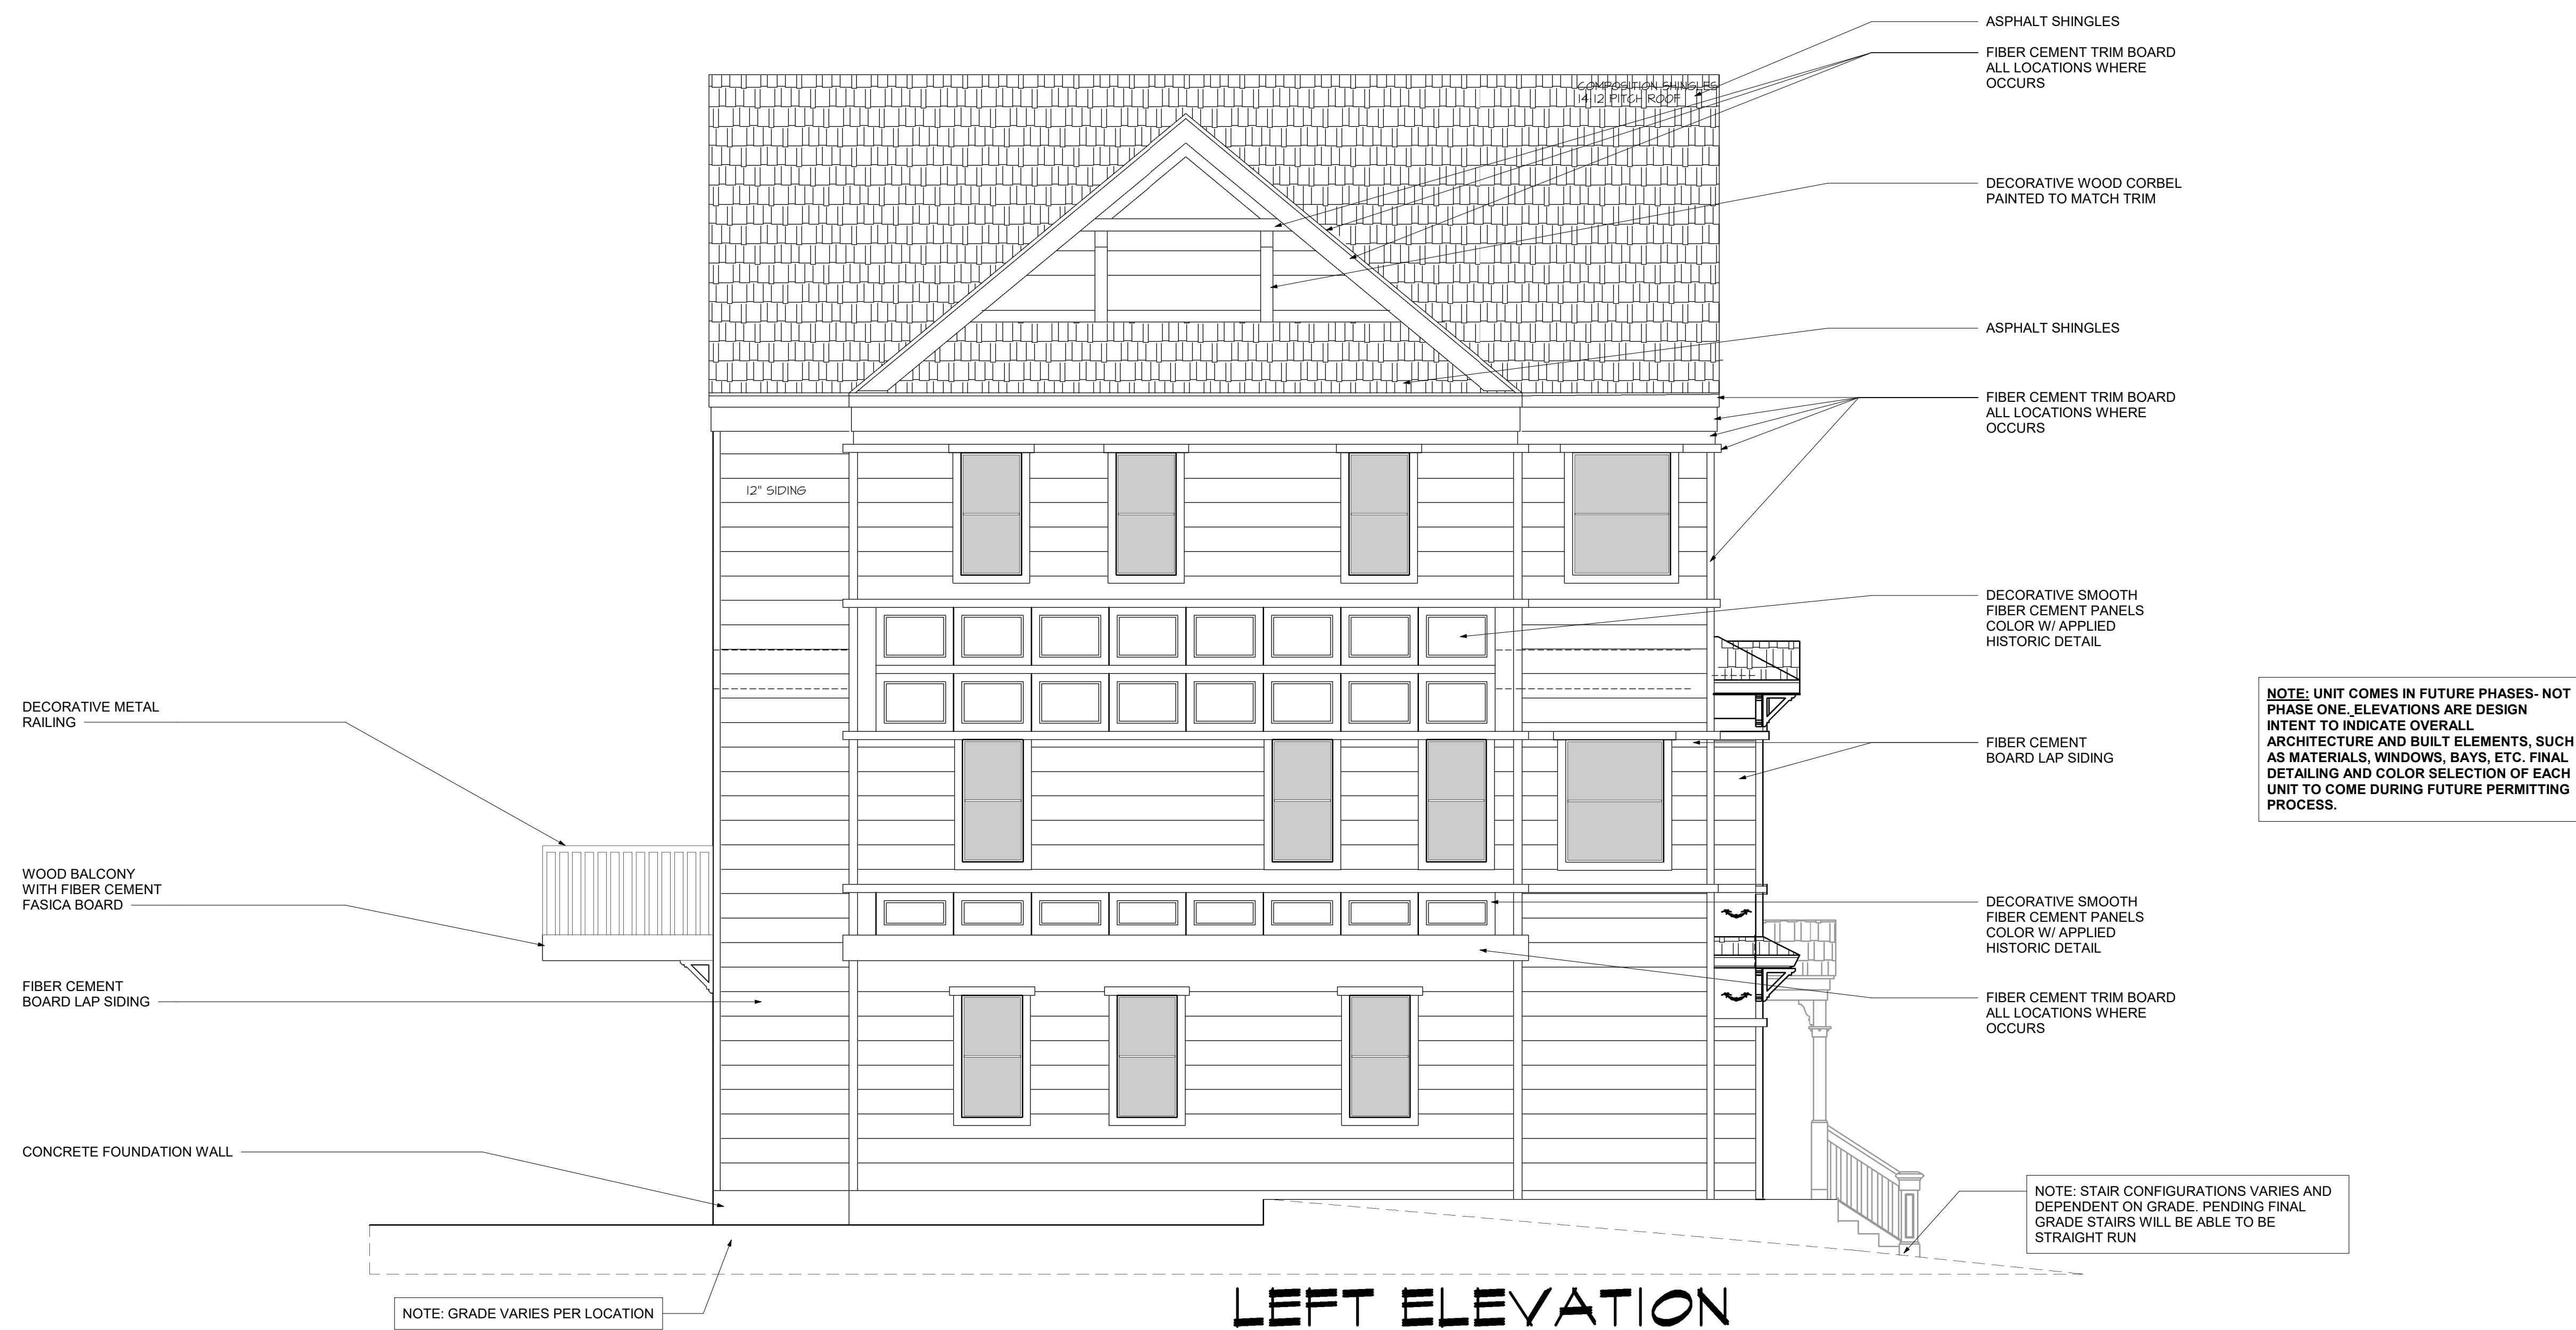 ASPHALT SHINGLES
FIBER CEMENT TRIM BOARD
ALL LOCATIONS WHERE
OCCURS
COMPOSITION SHINGLES
14:12 PITCH ROOF
DECORATIVE WOOD CORBEL
PAINTED TO MATCH TRIM
ASPHALT SHINGLES
FIBER CEMENT TRIM BOARD
ALL LOCATIONS WHERE
OCCURS
12" SIDING
DECORATIVE SMOOTH
FIBER CEMENT PANELS
COLOR W/ APPLIED
HISTORIC DETAIL
DECORATIVE METAL
RAILING
NOTE: UNIT COMES IN FUTURE PHASES- NOT
PHASE ONE. ELEVATIONS ARE DESIGN
INTENT TO INDICATE OVERALL
ARCHITECTURE AND BUILT ELEMENTS, SUCH
AS MATERIALS, WINDOWS, BAYS, ETC. FINAL
DETAILING AND COLOR SELECTION OF EACH
UNIT TO COME DURING FUTURE PERMITTING
PROCESS.
FIBER CEMENT
BOARD LAP SIDING
WOOD BALCONY
WITH FIBER CEMENT
FASICA BOARD
DECORATIVE SMOOTH
FIBER CEMENT PANELS
COLOR W/ APPLIED
HISTORIC DETAIL
FIBER CEMENT
BOARD LAP SIDING
FIBER CEMENT TRIM BOARD
ALL LOCATIONS WHERE
OCCURS
CONCRETE FOUNDATION WALL
NOTE: STAIR CONFIGURATIONS VARIES AND
DEPENDENT ON GRADE. PENDING FINAL
GRADE STAIRS WILL BE ABLE TO BE
STRAIGHT RUN
NOTE: GRADE VARIES PER LOCATION
LEFT ELEVATION